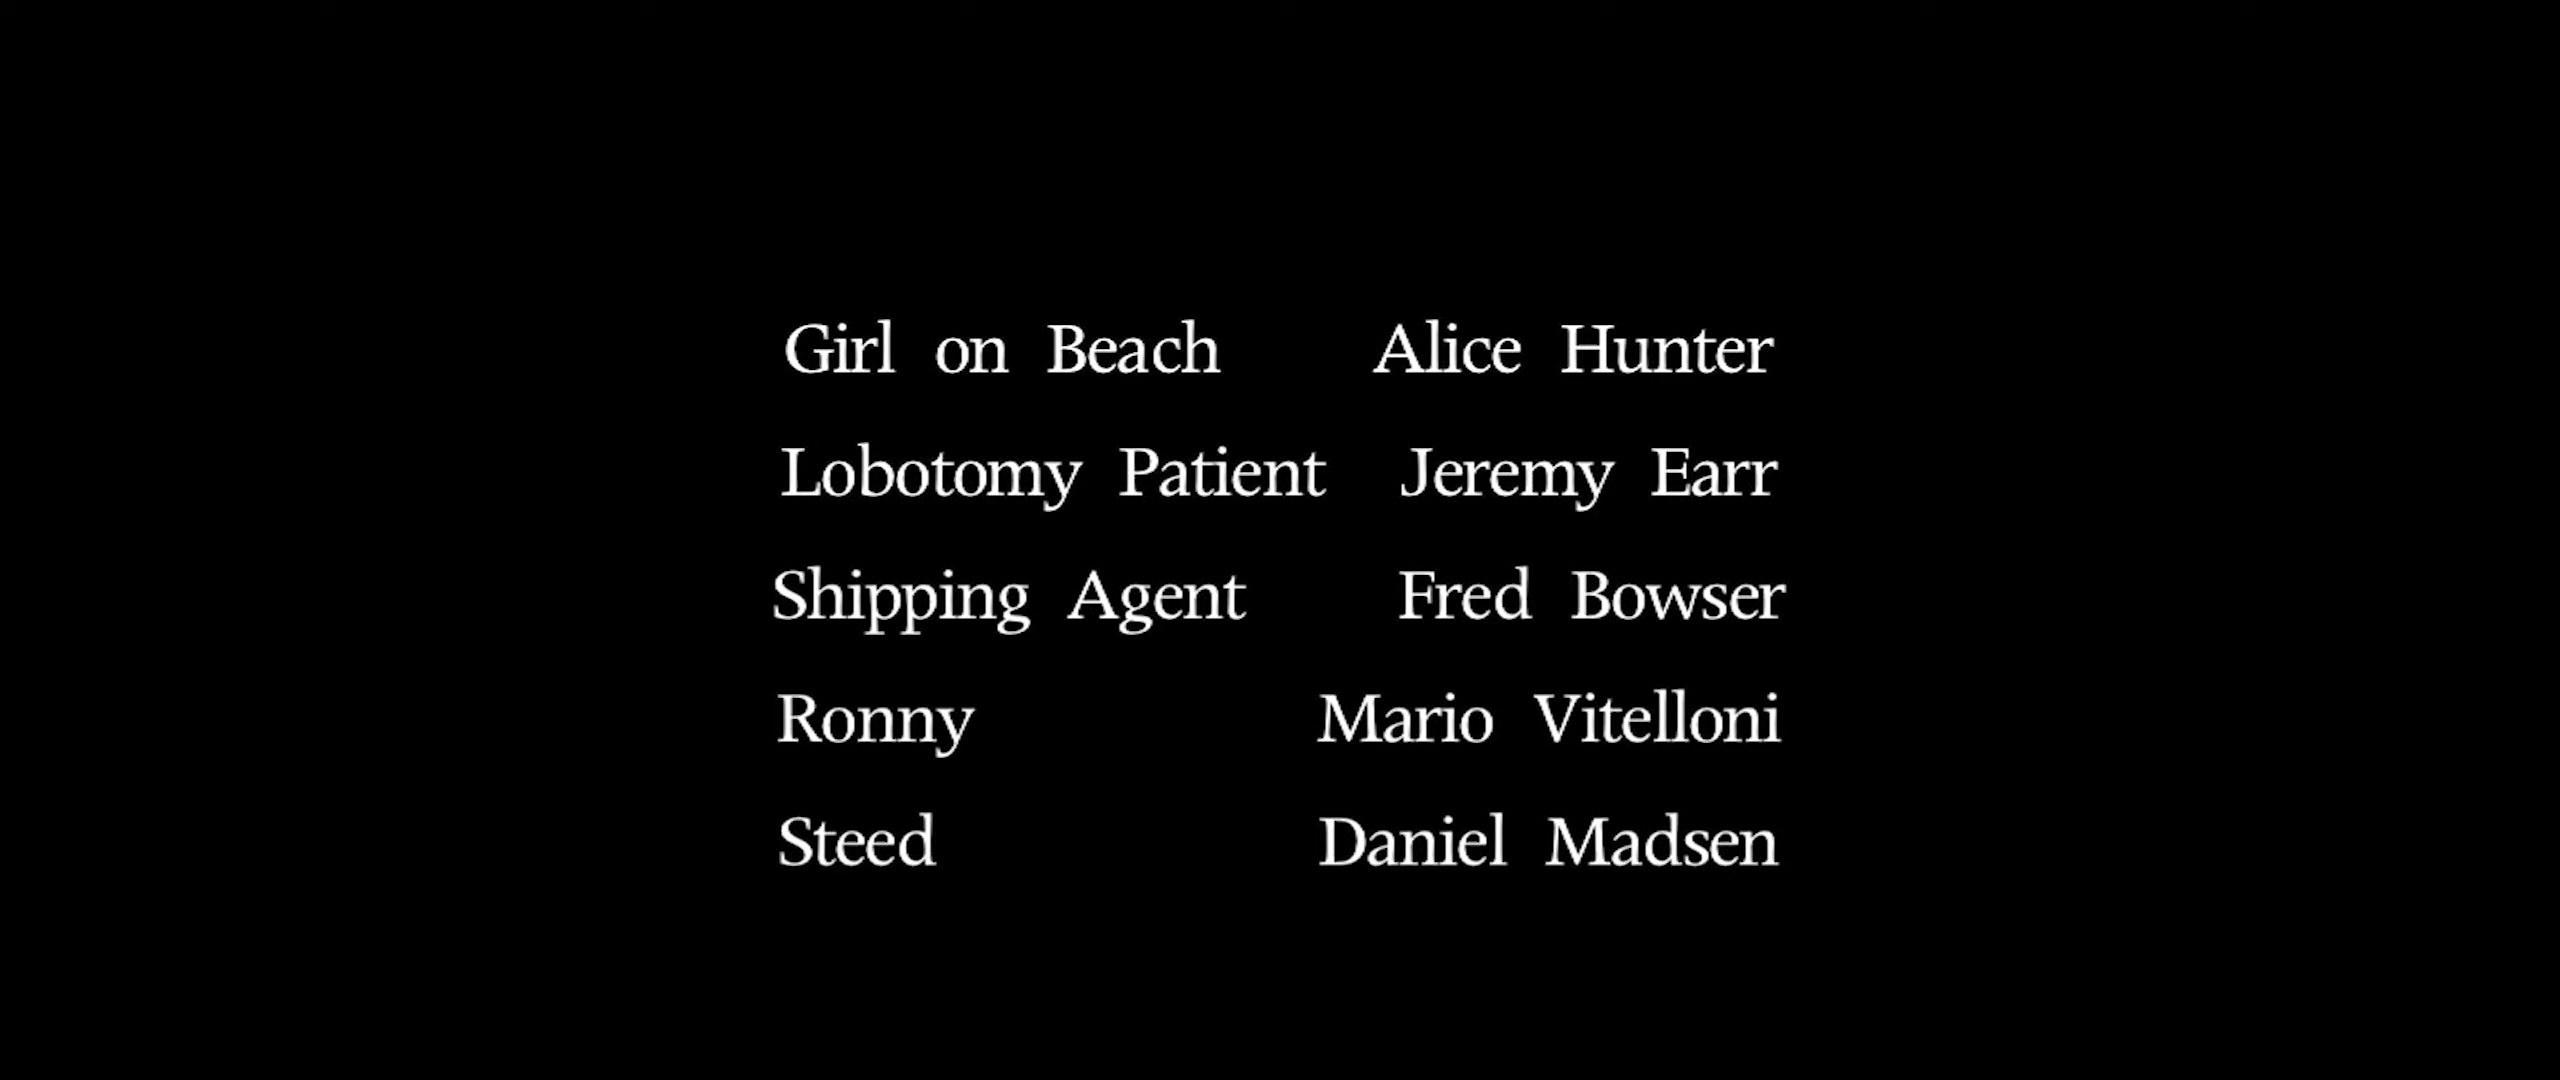 Girl on Beach Alice Hunter
Lobotomy Patient Jeremy Earr
Shipping Agent Fred Bowser
Ronny Mario Vitelloni
Steed Daniel Madsen